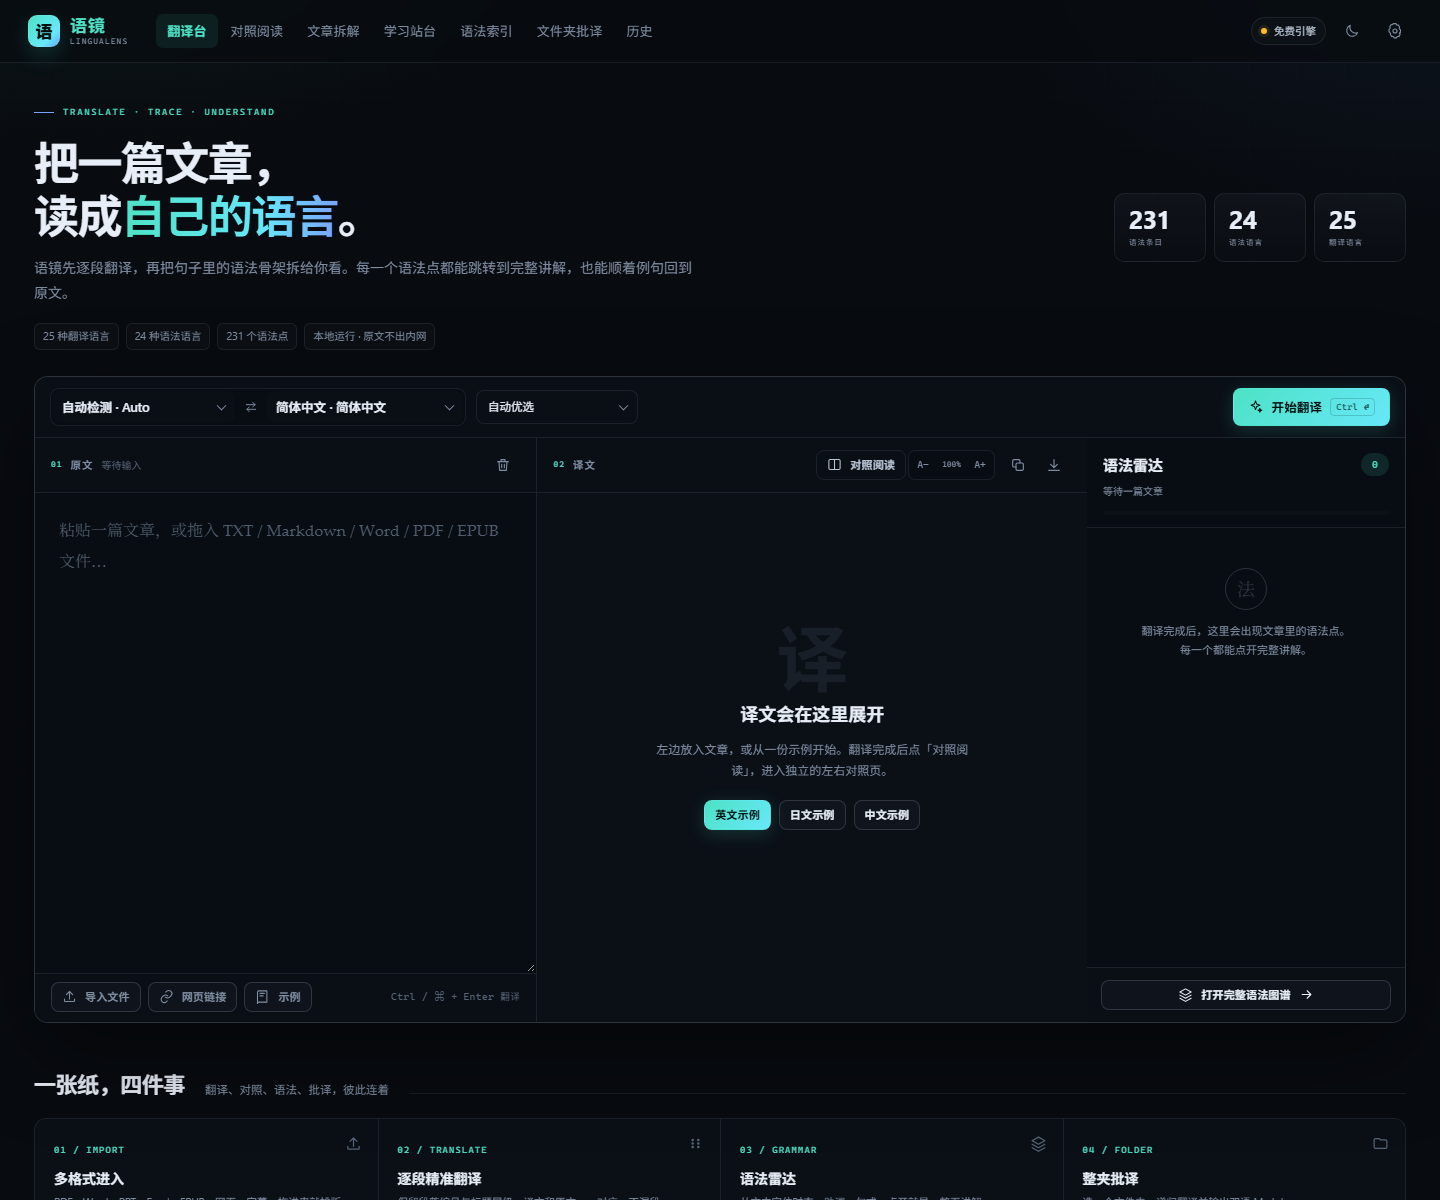 语 语镜
LINGUALENS
翻译台 对照阅读 文章拆解 学习站台 语法索引 文件夹批译 历史
免费引擎
TRANSLATE · TRACE · UNDERSTAND
把一篇文章，
读成自己的语言。
语镜先逐段翻译，再把句子里的语法骨架拆给你看。每一个语法点都能跳转到完整讲解，也能顺着例句回到
原文。
231 24 25
语法条目 语法语言 翻译语言
25 种翻译语言 24 种语法语言 231 个语法点 本地运行 · 原文不出内网
自动检测 · Auto 简体中文 · 简体中文 自动优选 开始翻译 Ctrl ⏎
01 原文 等待输入
02 译文 对照阅读 A− 100% A+
语法雷达 0
等待一篇文章
粘贴一篇文章，或拖入 TXT / Markdown / Word / PDF / EPUB
文件…
译
译文会在这里展开
左边放入文章，或从一份示例开始。翻译完成后点「对照阅
读」，进入独立的左右对照页。
英文示例 日文示例 中文示例
法
翻译完成后，这里会出现文章里的语法点。
每一个都能点开完整讲解。
导入文件 网页链接 示例 Ctrl / ⌘ + Enter 翻译
打开完整语法图谱 →
一张纸，四件事 翻译、对照、语法、批译，彼此连着
01 / IMPORT 02 / TRANSLATE 03 / GRAMMAR 04 / FOLDER
多格式进入 逐段精准翻译 语法雷达 整夹批译